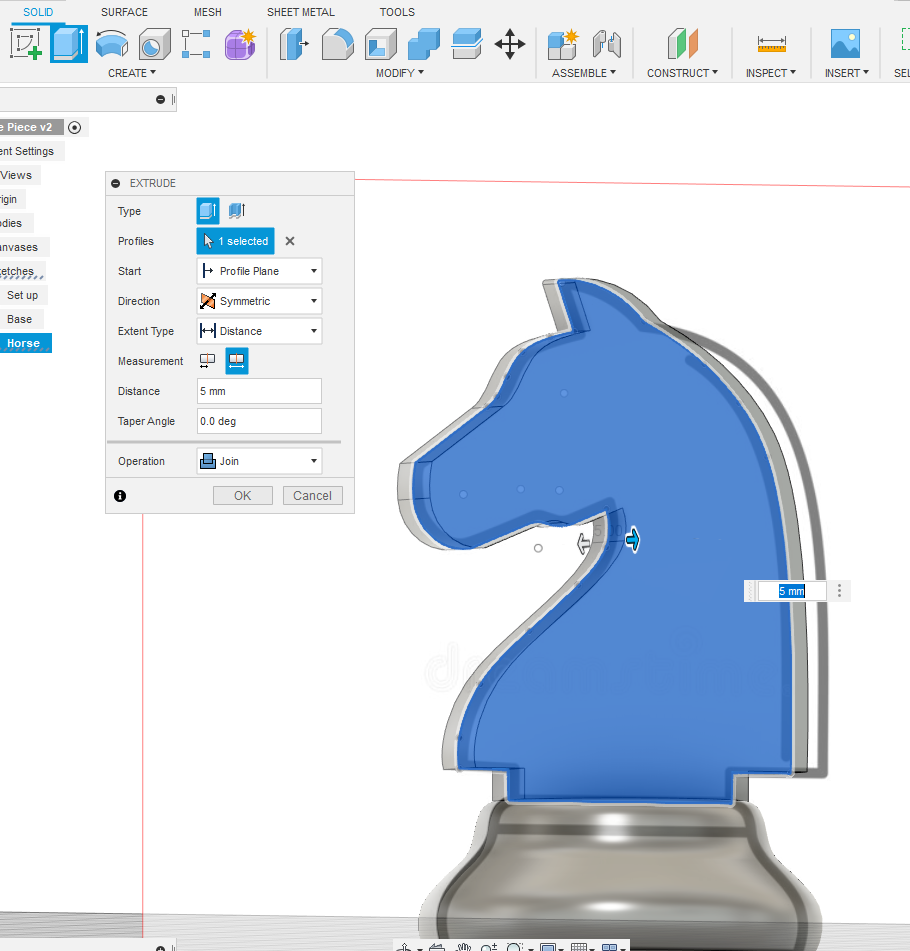 SOLID SURFACE MESH SHEET METAL TOOLS
CREATE MODIFY ASSEMBLE CONSTRUCT INSPECT INSERT SEL
e Piece v2
ent Settings
Views
rigin
odies
anvases
ketches
Set up
Base
Horse
EXTRUDE
Type
Profiles 1 selected
Start Profile Plane
Direction Symmetric
Extent Type Distance
Measurement
Distance 5 mm
Taper Angle 0.0 deg
Operation Join
OK Cancel
5 mm